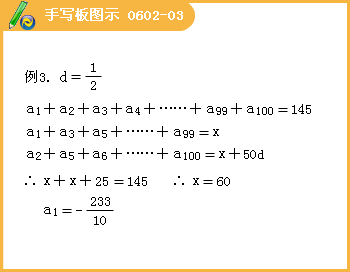 手写板图示 0602-03
例3. d = 1/2
a₁ + a₂ + a₃ + a₄ + …… + a₉₉ + a₁₀₀ = 145
a₁ + a₃ + a₅ + …… + a₉₉ = x
a₂ + a₅ + a₆ + …… + a₁₀₀ = x + 50d
∴ x + x + 25 = 145 ∴ x = 60
a₁ = - 233/10